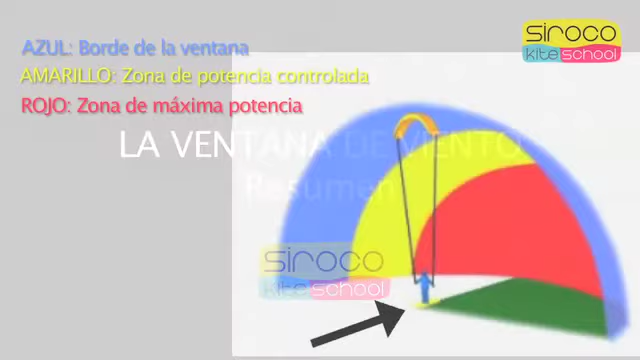 siroco
kite school
AZUL: Borde de la ventana
AMARILLO: Zona de potencia controlada
ROJO: Zona de máxima potencia
LA VENTANA DE VIENTO
Resumen
siroco
kite school